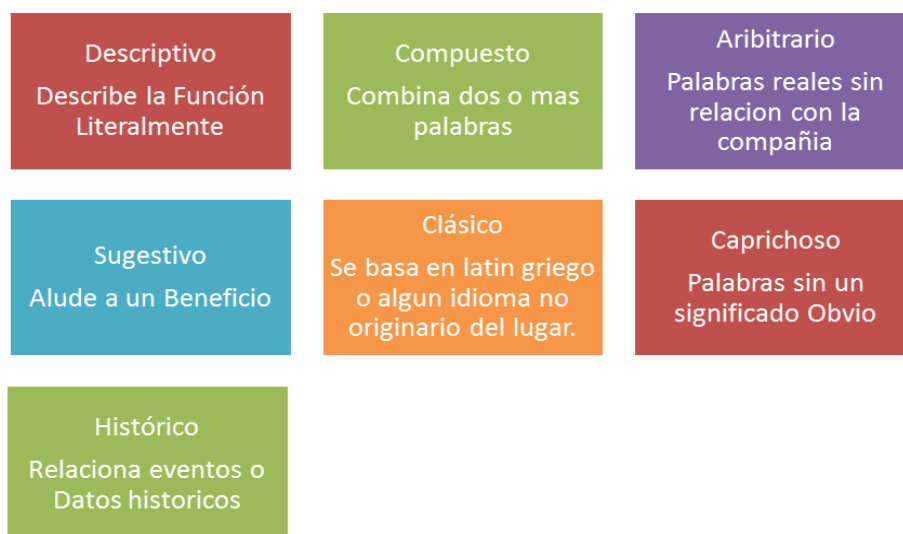 Descriptivo
Describe la Función
Literalmente
Compuesto
Combina dos o mas
palabras
Aribitrario
Palabras reales sin
relacion con la
compañia
Sugestivo
Alude a un Beneficio
Clásico
Se basa en latin griego
o algun idioma no
originario del lugar.
Caprichoso
Palabras sin un
significado Obvio
Histórico
Relaciona eventos o
Datos historicos